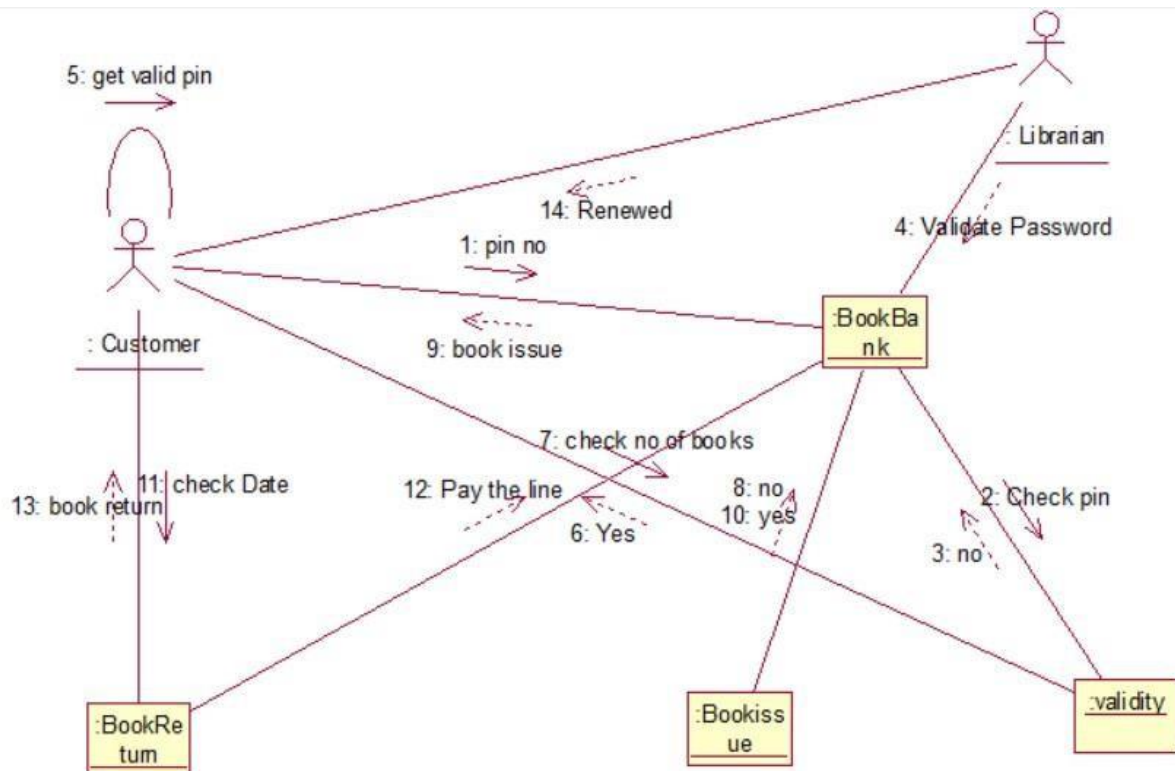 5: get valid pin
: Librarian
14: Renewed
4: Validate Password
1: pin no
:BookBa
nk
: Customer
9: book issue
7: check no of books
11: check Date
13: book return
12: Pay the line
8: no
10: yes
2: Check pin
6: Yes
3: no
:BookRe
turn
:Bookiss
ue
:validity